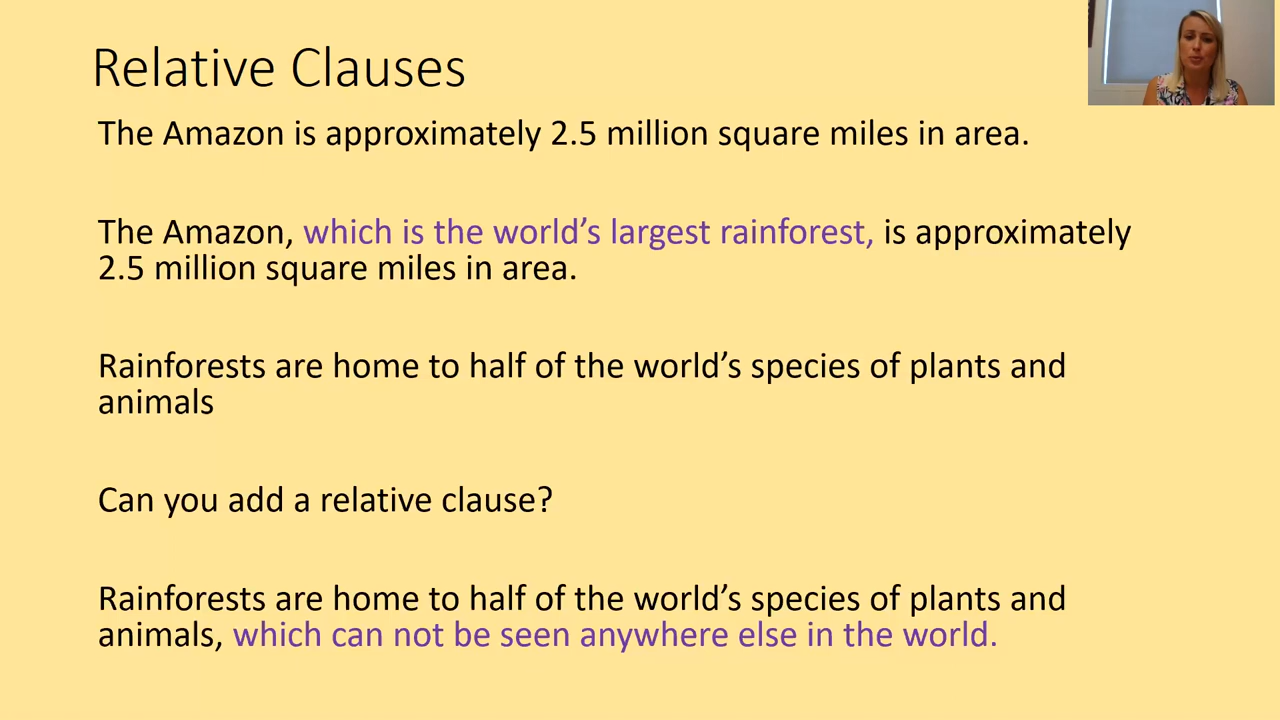 Relative Clauses
The Amazon is approximately 2.5 million square miles in area.
The Amazon, which is the world’s largest rainforest, is approximately
2.5 million square miles in area.
Rainforests are home to half of the world’s species of plants and
animals
Can you add a relative clause?
Rainforests are home to half of the world’s species of plants and
animals, which can not be seen anywhere else in the world.